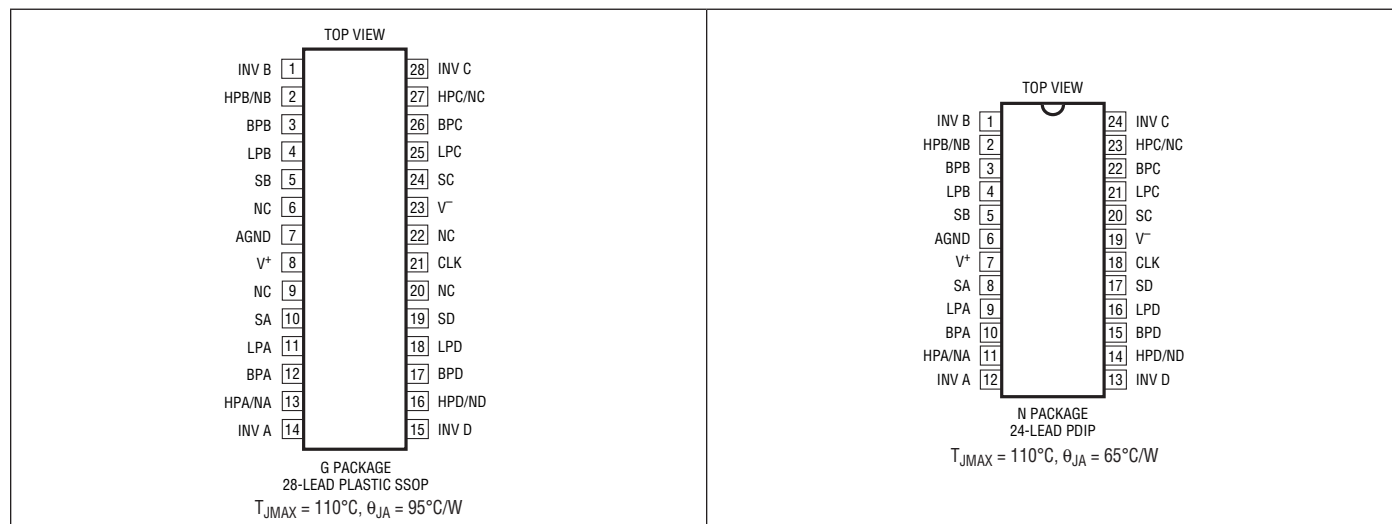 TOP VIEW
INV B 1 28 INV C
HPB/NB 2 27 HPC/NC
BPB 3 26 BPC
LPB 4 25 LPC
SB 5 24 SC
NC 6 23 V–
AGND 7 22 NC
V+ 8 21 CLK
NC 9 20 NC
SA 10 19 SD
LPA 11 18 LPD
BPA 12 17 BPD
HPA/NA 13 16 HPD/ND
INV A 14 15 INV D
G PACKAGE
28-LEAD PLASTIC SSOP
TJMAX = 110°C, θJA = 95°C/W
TOP VIEW
INV B 1 24 INV C
HPB/NB 2 23 HPC/NC
BPB 3 22 BPC
LPB 4 21 LPC
SB 5 20 SC
AGND 6 19 V–
V+ 7 18 CLK
SA 8 17 SD
LPA 9 16 LPD
BPA 10 15 BPD
HPA/NA 11 14 HPD/ND
INV A 12 13 INV D
N PACKAGE
24-LEAD PDIP
TJMAX = 110°C, θJA = 65°C/W